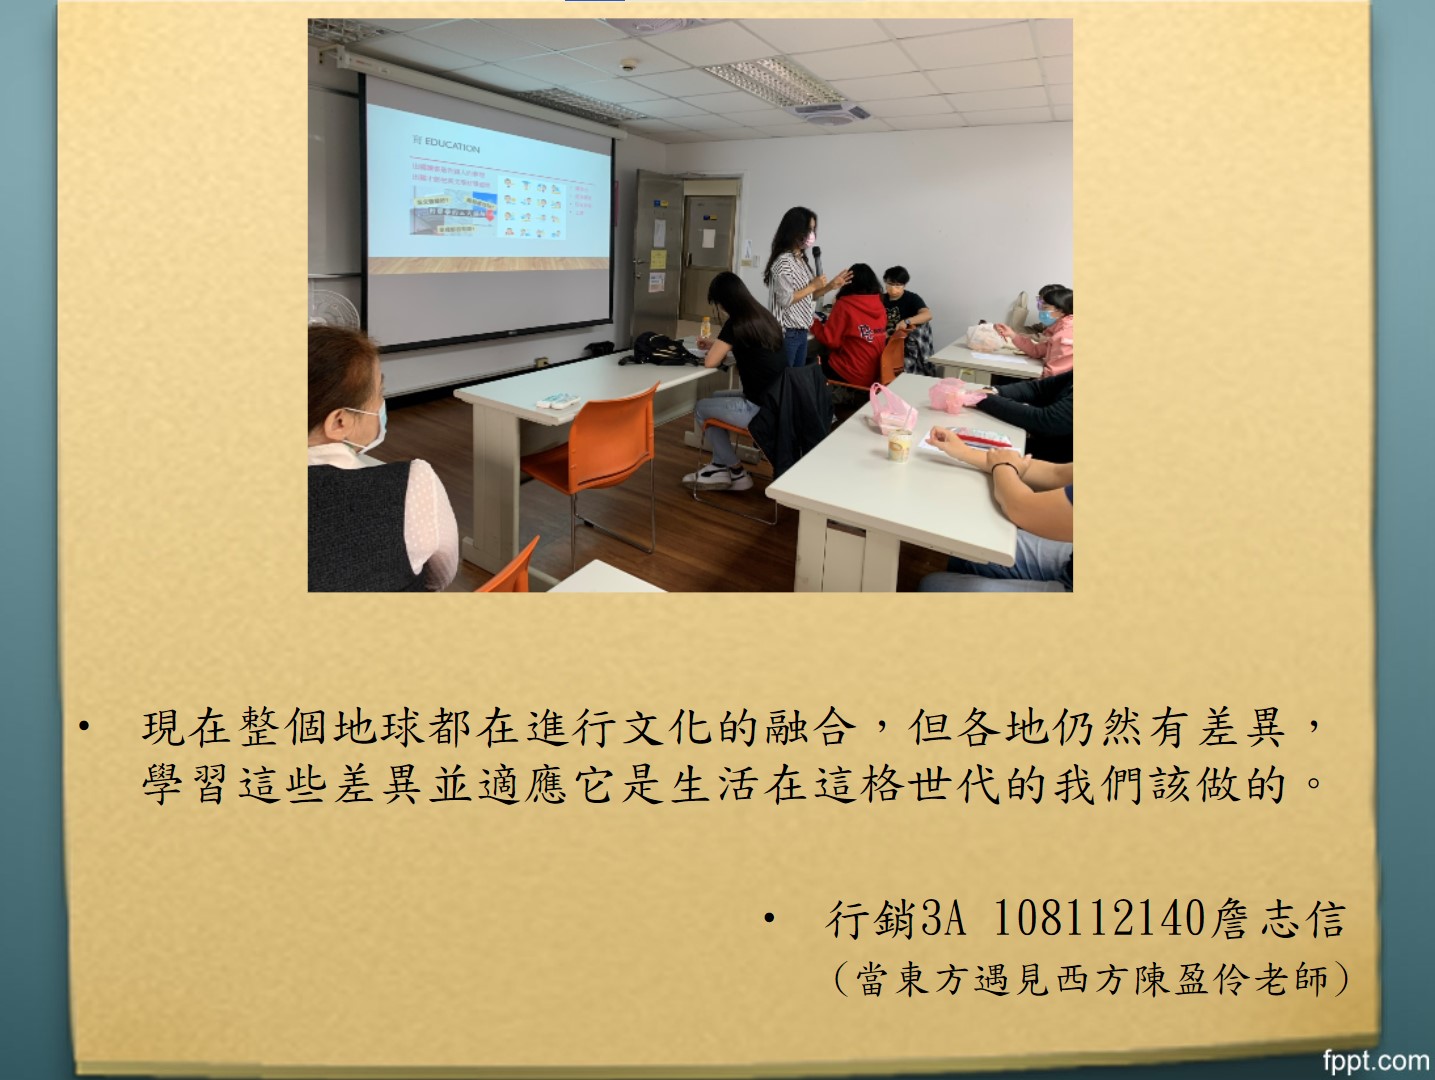 育 EDUCATION
現在整個地球都在進行文化的融合，但各地仍然有差異，
學習這些差異並適應它是生活在這格世代的我們該做的。
行銷3A 108112140詹志信
（當東方遇見西方陳盈伶老師）
fppt.com